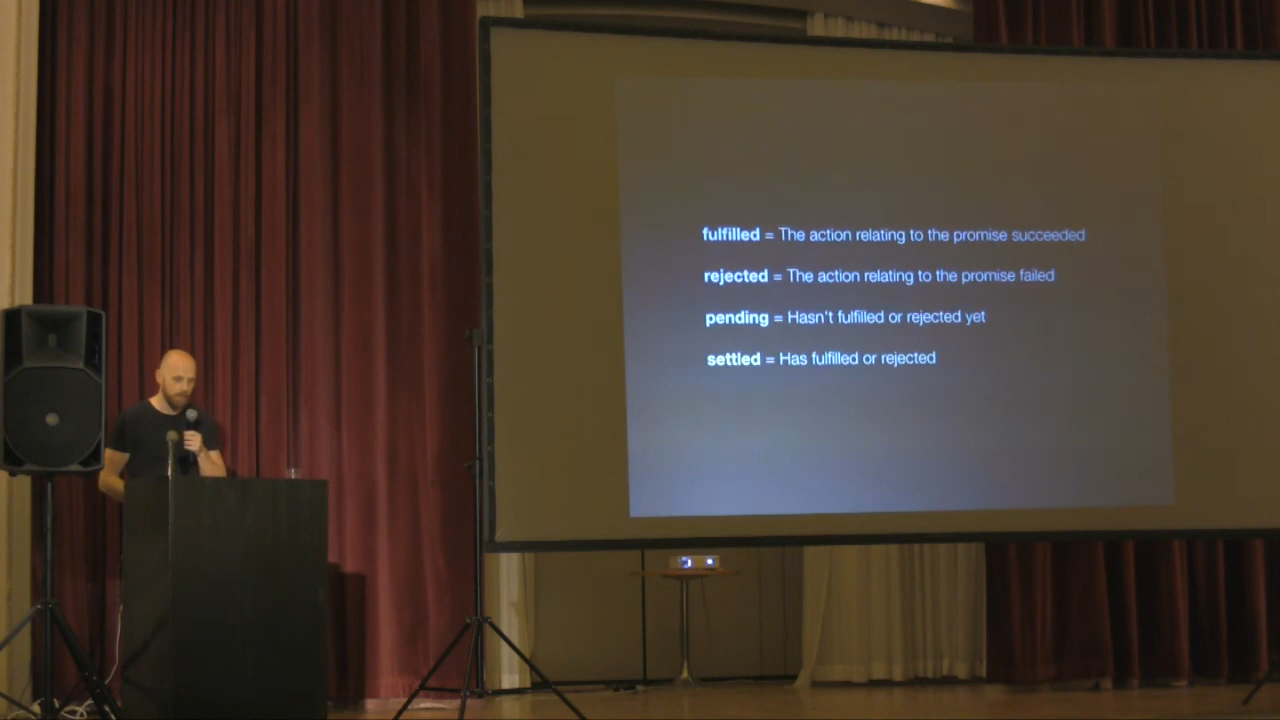 fulfilled = The action relating to the promise succeeded
rejected = The action relating to the promise failed
pending = Hasn't fulfilled or rejected yet
settled = Has fulfilled or rejected